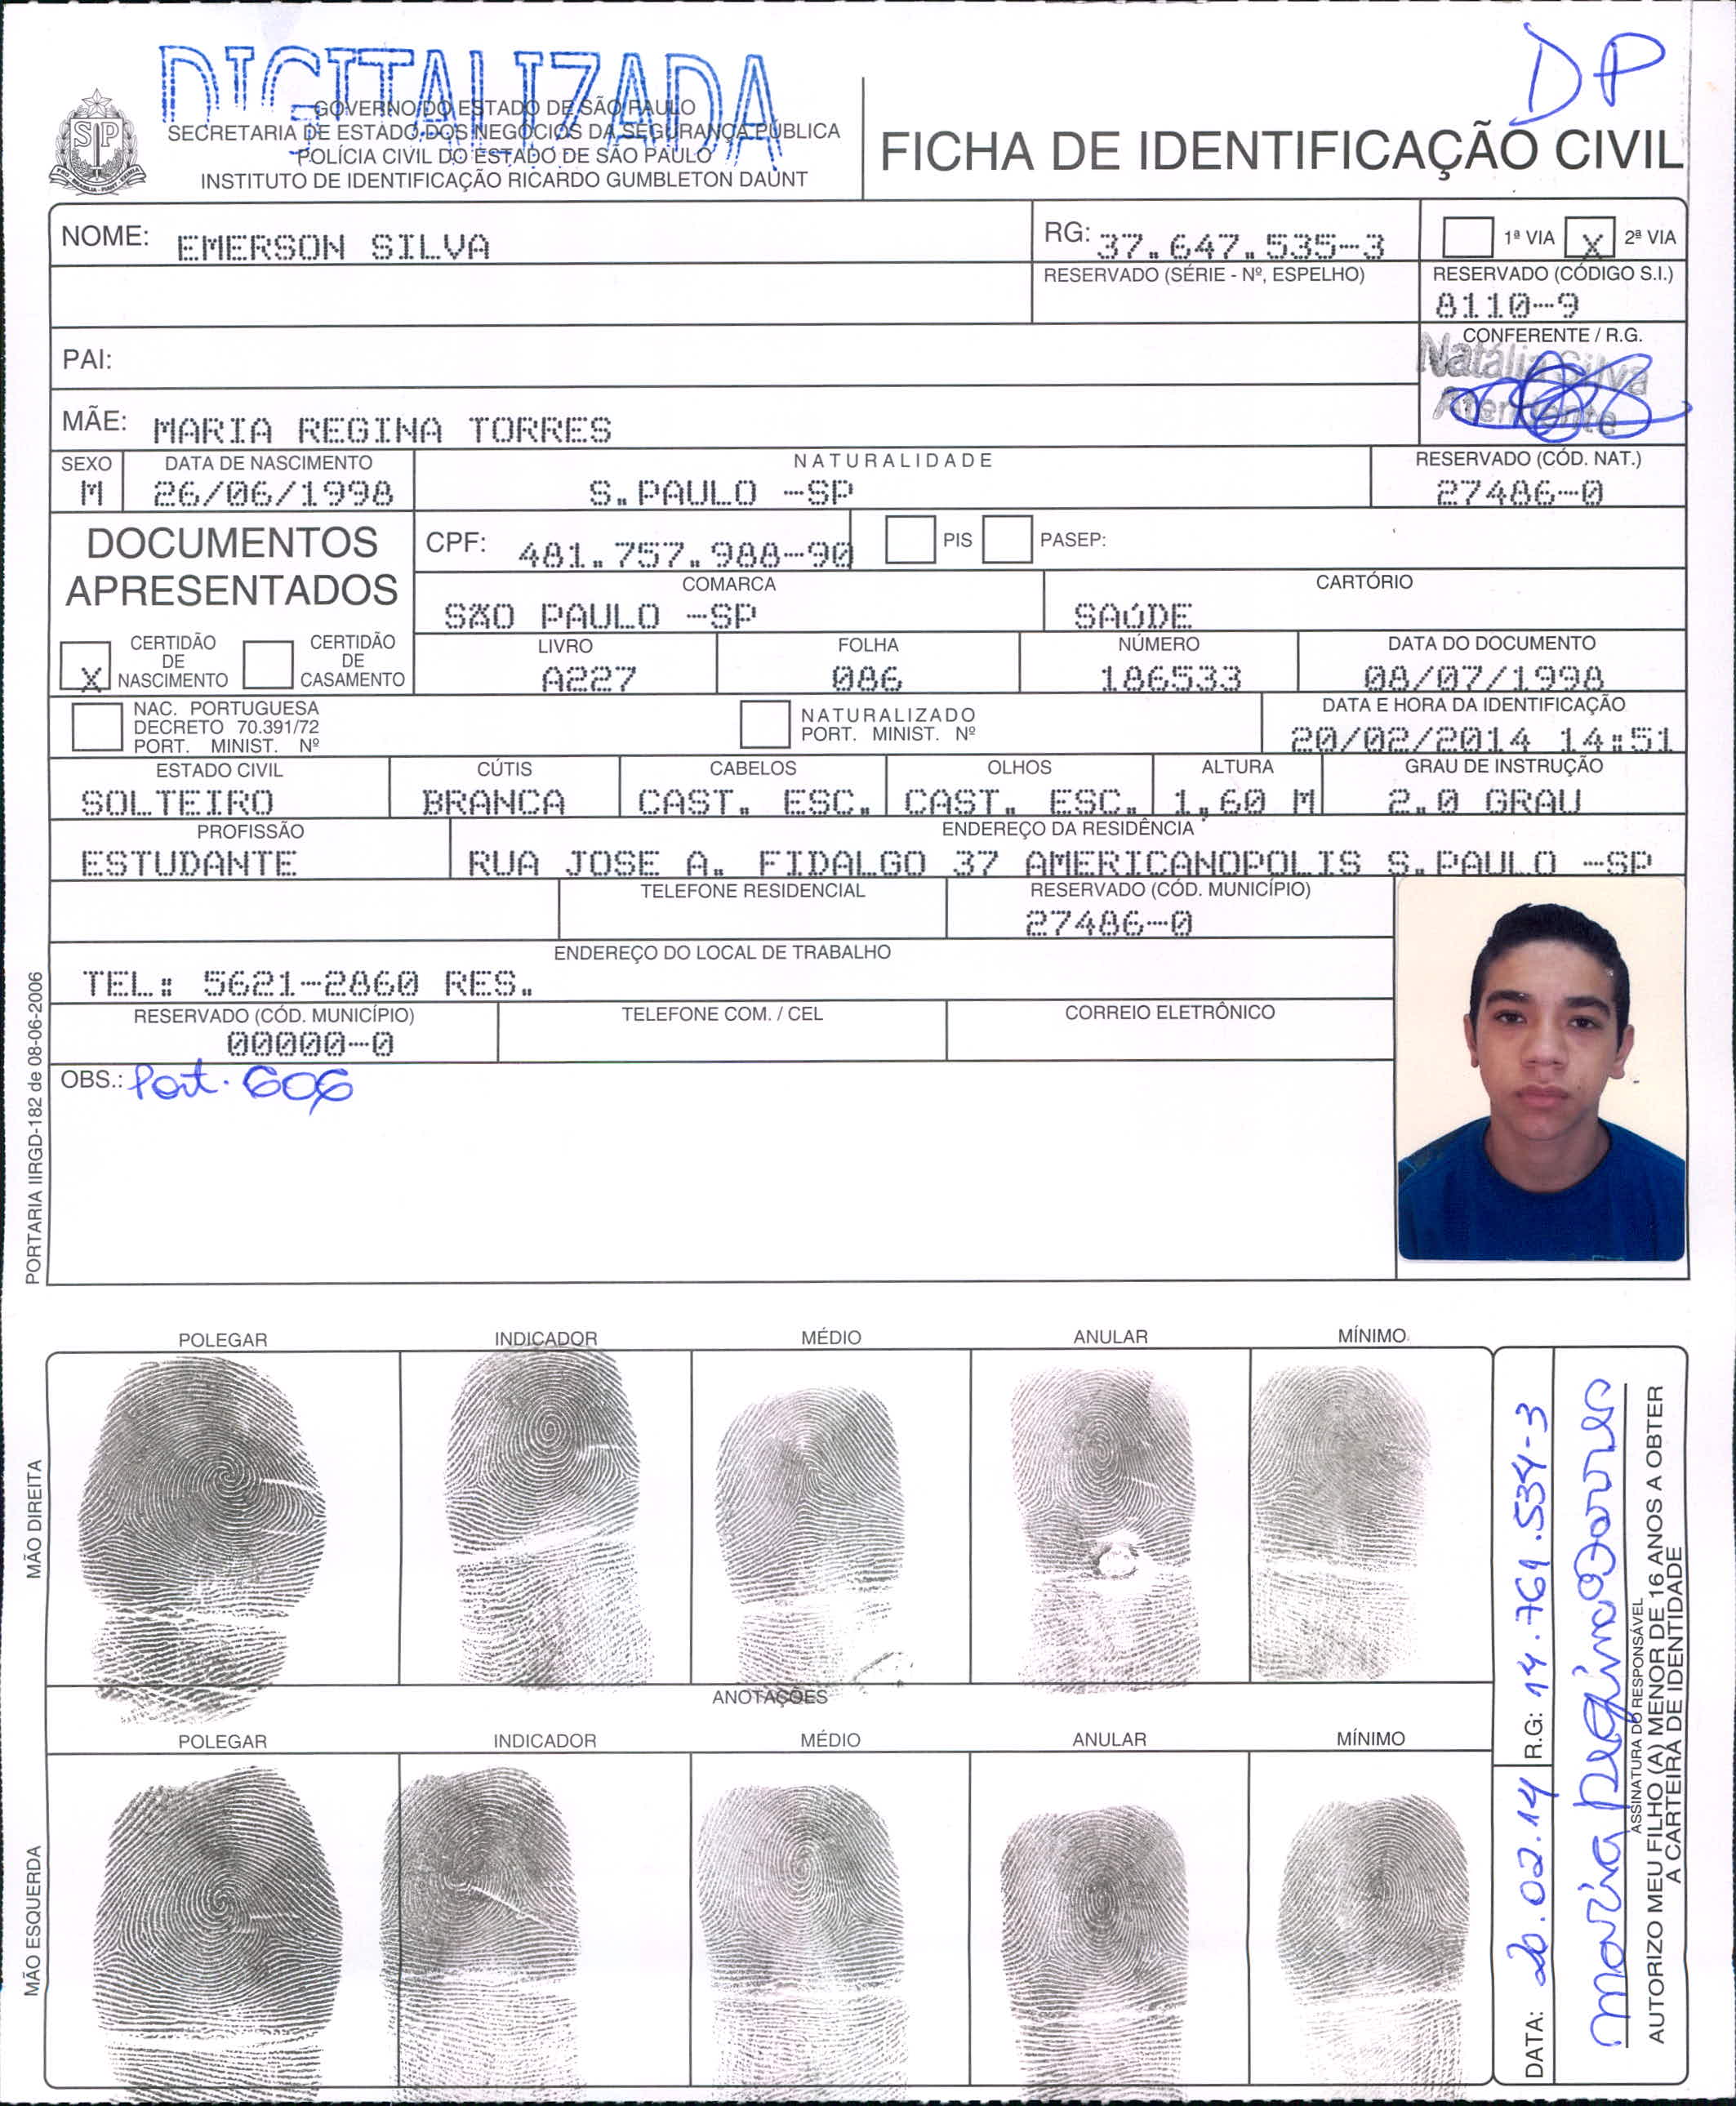 DIGITALIZADA
DP
GOVERNO DO ESTADO DE SÃO PAULO
SECRETARIA DE ESTADO DOS NEGÓCIOS DA SEGURANÇA PÚBLICA
POLÍCIA CIVIL DO ESTADO DE SÃO PAULO
INSTITUTO DE IDENTIFICAÇÃO RICARDO GUMBLETON DAUNT
SP
FICHA DE IDENTIFICAÇÃO CIVIL
NOME: EMERSON SILVA
RG: 37.647.535-3
1ª VIA X 2ª VIA
RESERVADO (SÉRIE - Nº, ESPELHO)
RESERVADO (CÓDIGO S.I.)
8110-9
PAI:
CONFERENTE / R.G.
Natália Silva
Atendente
MÃE: MARIA REGINA TORRES
SEXO DATA DE NASCIMENTO NATURALIDADE RESERVADO (CÓD. NAT.)
M 26/06/1998 S.PAULO -SP 27486-0
DOCUMENTOS
APRESENTADOS
CPF: 481.757.988-90 PIS PASEP:
COMARCA CARTÓRIO
SÃO PAULO -SP SAÚDE
X CERTIDÃO
DE
NASCIMENTO
CERTIDÃO
DE
CASAMENTO
LIVRO FOLHA NÚMERO DATA DO DOCUMENTO
A227 086 186533 08/07/1998
NAC. PORTUGUESA
DECRETO 70.391/72
PORT. MINIST. Nº
NATURALIZADO
PORT. MINIST. Nº
DATA E HORA DA IDENTIFICAÇÃO
20/02/2014 14:51
ESTADO CIVIL CÚTIS CABELOS OLHOS ALTURA GRAU DE INSTRUÇÃO
SOLTEIRO BRANCA CAST. ESC. CAST. ESC. 1,60 M 2.0 GRAU
PROFISSÃO ENDEREÇO DA RESIDÊNCIA
ESTUDANTE RUA JOSE A. FIDALGO 37 AMERICANOPOLIS S.PAULO -SP
TELEFONE RESIDENCIAL RESERVADO (CÓD. MUNICÍPIO)
27486-0
ENDEREÇO DO LOCAL DE TRABALHO
TEL: 5621-2860 RES.
RESERVADO (CÓD. MUNICÍPIO) TELEFONE COM. / CEL CORREIO ELETRÔNICO
00000-0
OBS.: Port. 606
PORTARIA IIRGD-182 de 08-06-2006
POLEGAR INDICADOR MÉDIO ANULAR MÍNIMO
MÃO DIREITA
ANOTAÇÕES
POLEGAR INDICADOR MÉDIO ANULAR MÍNIMO
MÃO ESQUERDA
DATA: 20.02.14 R.G: 14.761.534-3
Maria Regina Torres
ASSINATURA DO RESPONSÁVEL
AUTORIZO MEU FILHO (A) MENOR DE 16 ANOS A OBTER
A CARTEIRA DE IDENTIDADE